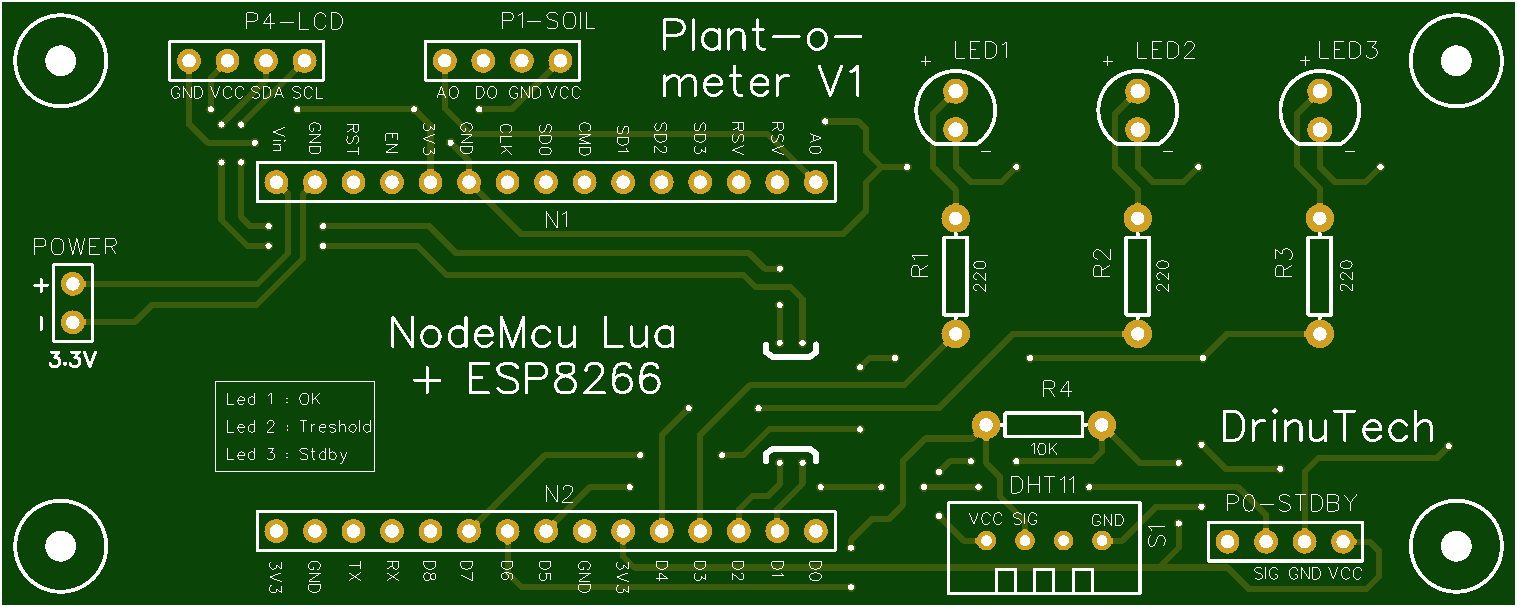 P4-LCD
P1-SOIL
Plant-o-
meter V1
LED1
LED2
LED3
+
+
+
GND VCC SDA SCL
AO DO GND VCC
-
-
-
Vin GND RST EN 3V3 GND CLK SD0 CMD SD1 SD2 SD3 RSV RSV A0
N1
POWER
+
-
3.3V
R1
220
R2
220
R3
220
NodeMcu Lua
+ ESP8266
Led 1 : OK
Led 2 : Treshold
Led 3 : Stdby
R4
10K
DrinuTech
N2
DHT11
P0-STDBY
VCC SIG GND
S1
3V3 GND TX RX D8 D7 D6 D5 GND 3V3 D4 D3 D2 D1 D0
SIG GND VCC